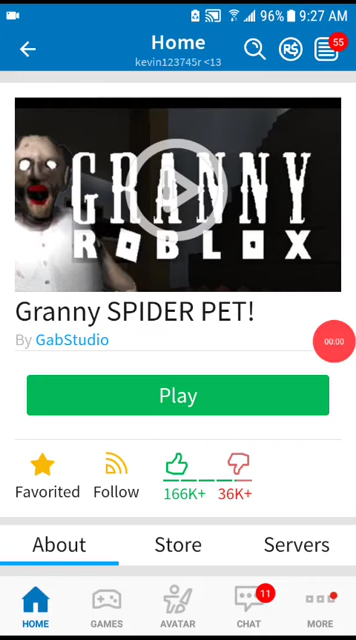 96% 9:27 AM
Home
kevin123745r <13
R$
55
GRANNY
ROBLOX
Granny SPIDER PET!
By GabStudio
00:00
Play
Favorited Follow 166K+ 36K+
About Store Servers
11
HOME GAMES AVATAR CHAT MORE